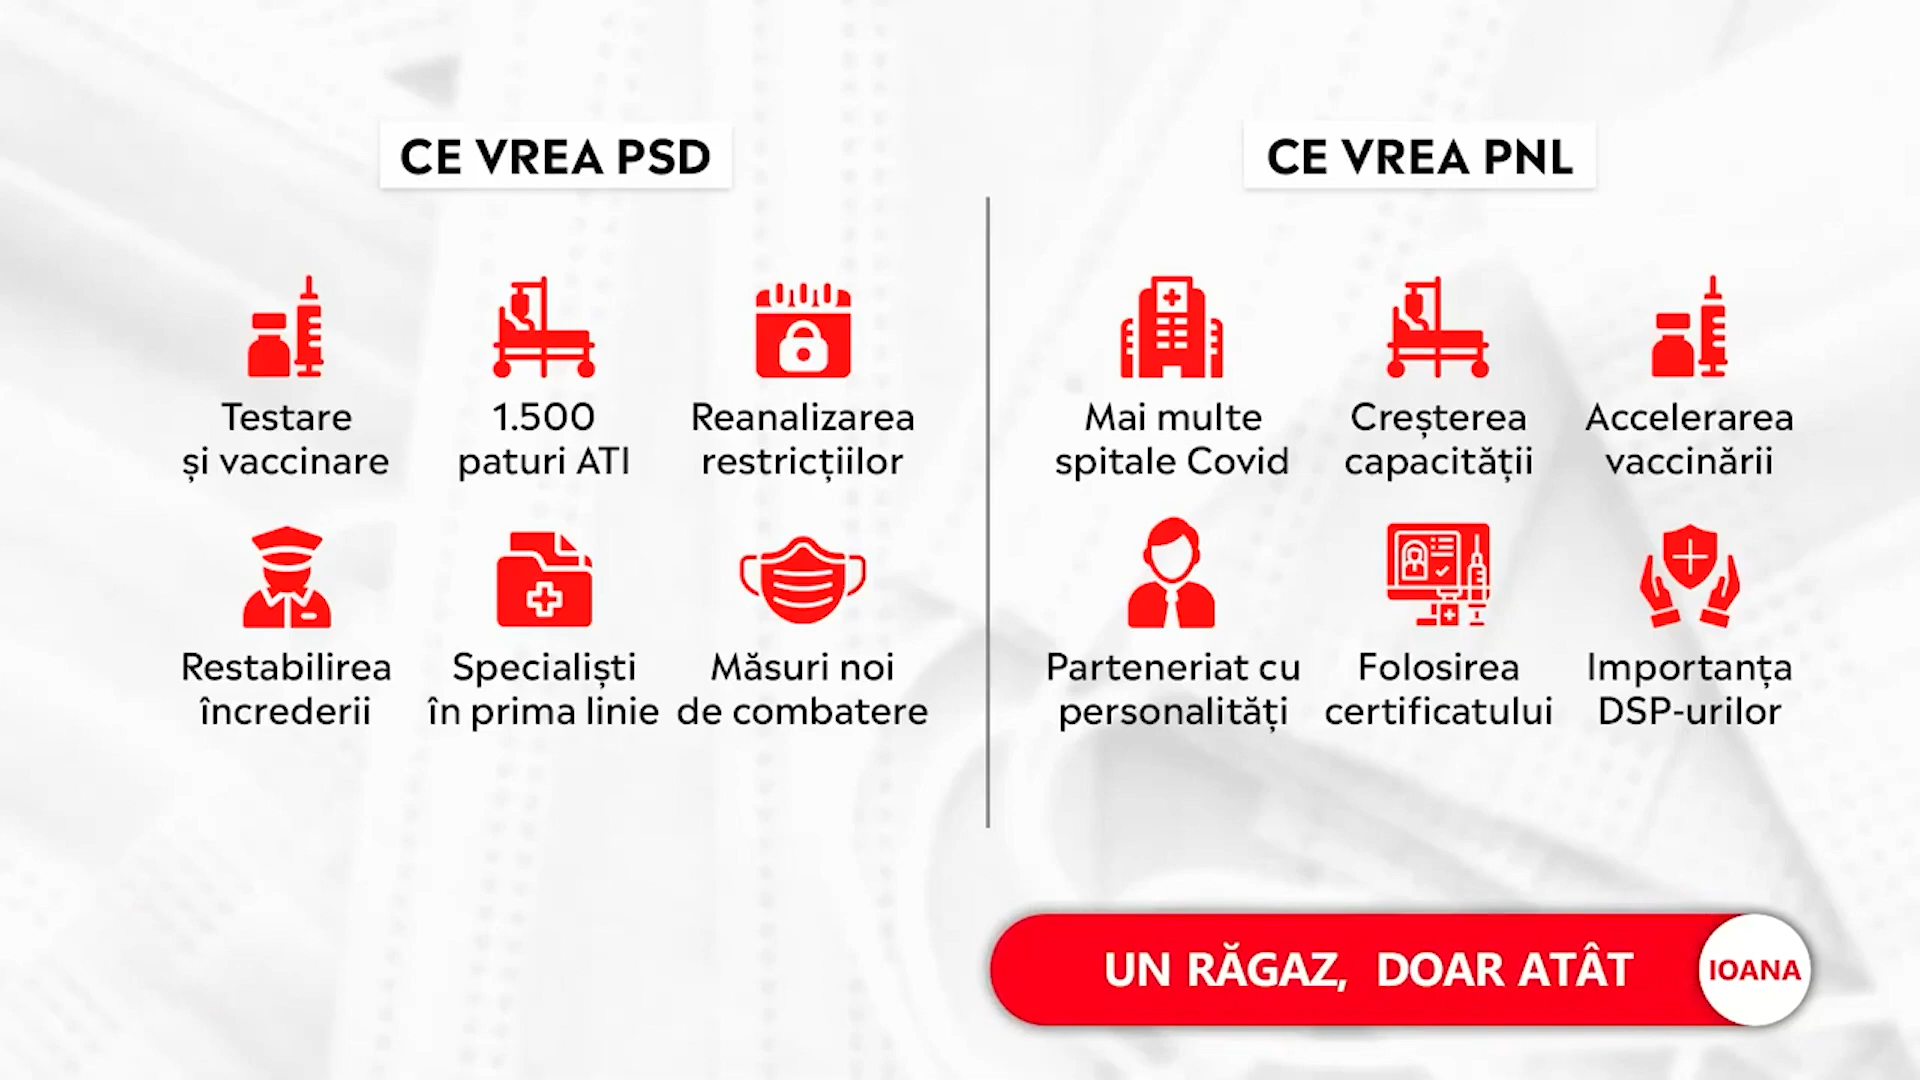 CE VREA PSD
Testare
și vaccinare
1.500
paturi ATI
Reanalizarea
restricțiilor
Restabilirea
încrederii
Specialiști
în prima linie
Măsuri noi
de combatere
CE VREA PNL
Mai multe
spitale Covid
Creșterea
capacității
Accelerarea
vaccinării
Parteneriat cu
personalități
Folosirea
certificatului
Importanța
DSP-urilor
UN RĂGAZ, DOAR ATÂT
IOANA